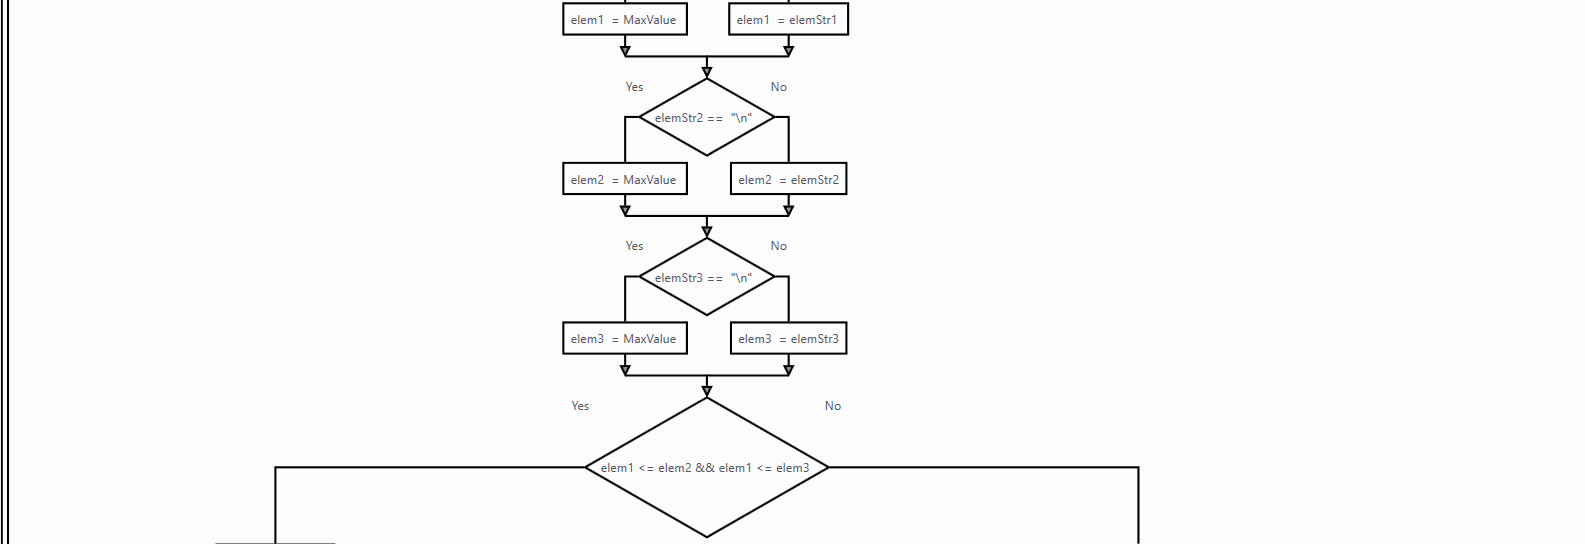 elem1 = MaxValue
elem1 = elemStr1
Yes
No
elemStr2 == "\n"
elem2 = MaxValue
elem2 = elemStr2
Yes
No
elemStr3 == "\n"
elem3 = MaxValue
elem3 = elemStr3
Yes
No
elem1 <= elem2 && elem1 <= elem3